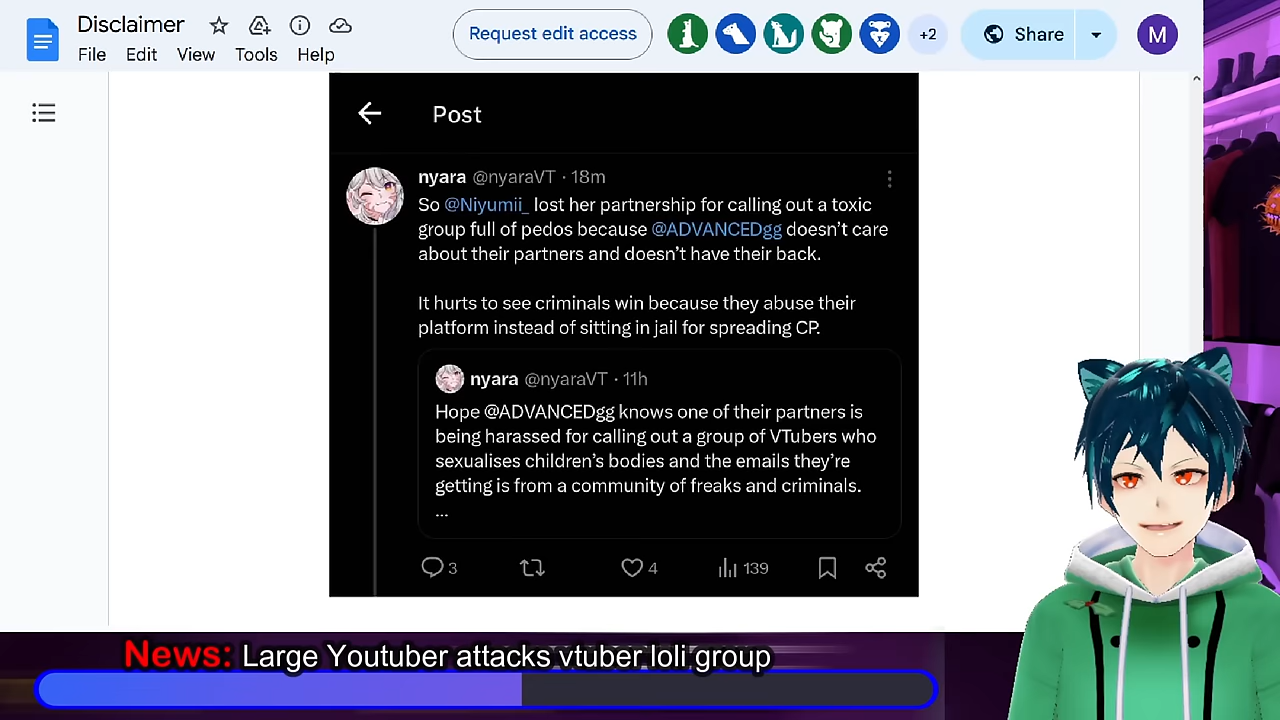 Disclaimer
File Edit View Tools Help
Request edit access
+2
Share
M
Post
nyara @nyaraVT · 18m
So @Niyumii_ lost her partnership for calling out a toxic
group full of pedos because @ADVANCEDgg doesn't care
about their partners and doesn't have their back.
It hurts to see criminals win because they abuse their
platform instead of sitting in jail for spreading CP.
nyara @nyaraVT · 11h
Hope @ADVANCEDgg knows one of their partners is
being harassed for calling out a group of VTubers who
sexualises children's bodies and the emails they're
getting is from a community of freaks and criminals.
...
3 4 139
News: Large Youtuber attacks vtuber loli group